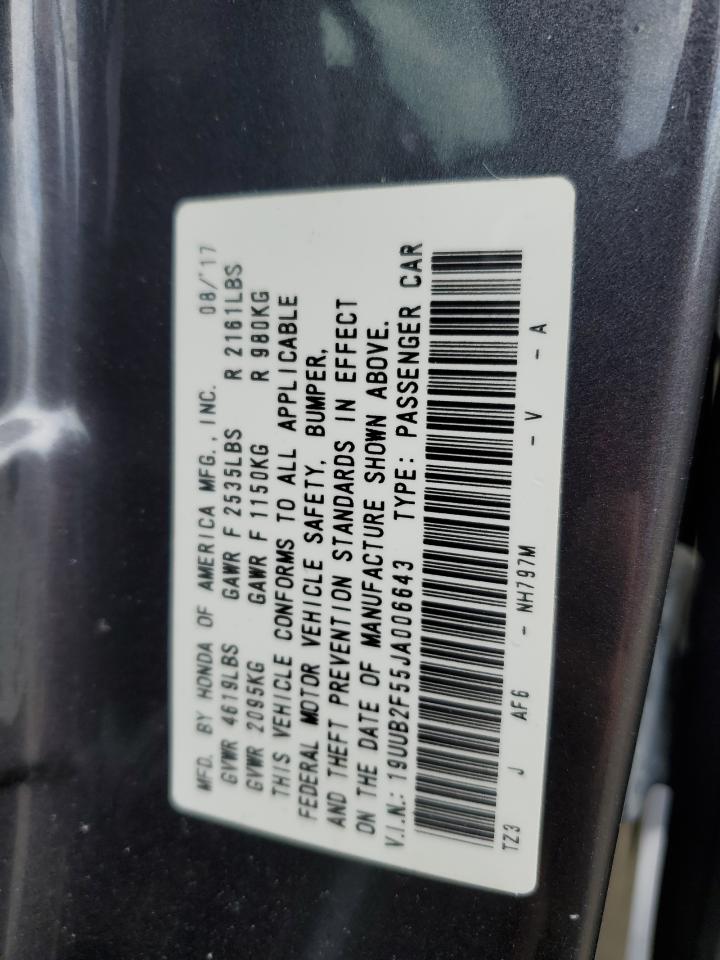 MFD. BY HONDA OF AMERICA MFG., INC. 08/'17
GVWR 4619LBS GAWR F 2535LBS R 2161LBS
GVWR 2095KG GAWR F 1150KG R 980KG
THIS VEHICLE CONFORMS TO ALL APPLICABLE
FEDERAL MOTOR VEHICLE SAFETY, BUMPER,
AND THEFT PREVENTION STANDARDS IN EFFECT
ON THE DATE OF MANUFACTURE SHOWN ABOVE.
V.I.N.: 19UUB2F55JA006643 TYPE: PASSENGER CAR
TZ3 J AF6 - NH797M - V - A